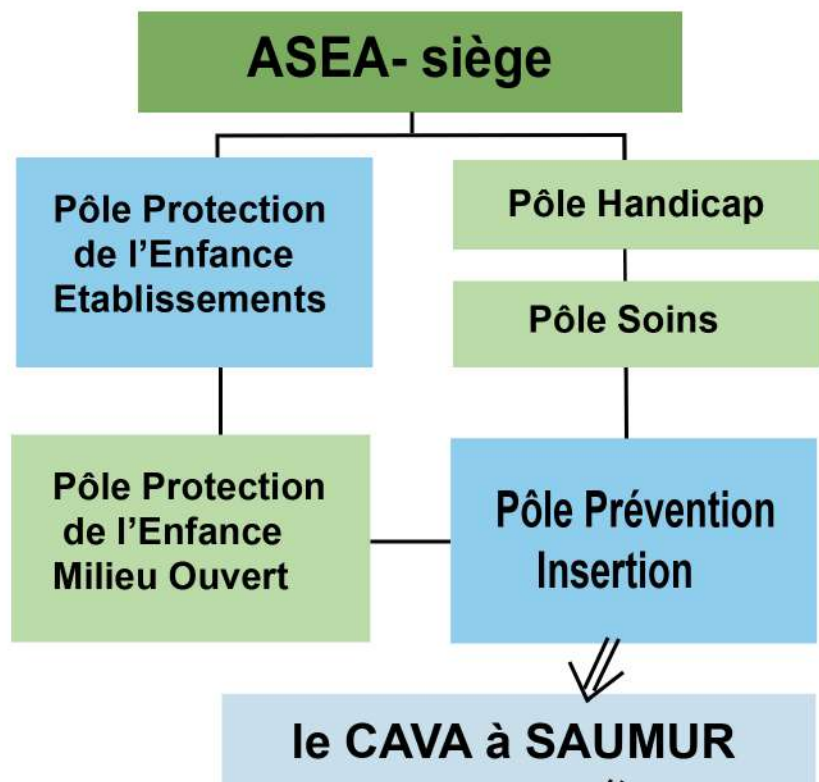 ASEA- siège
Pôle Protection
de l'Enfance
Etablissements
Pôle Handicap
Pôle Soins
Pôle Protection
de l'Enfance
Milieu Ouvert
Pôle Prévention
Insertion
le CAVA à SAUMUR